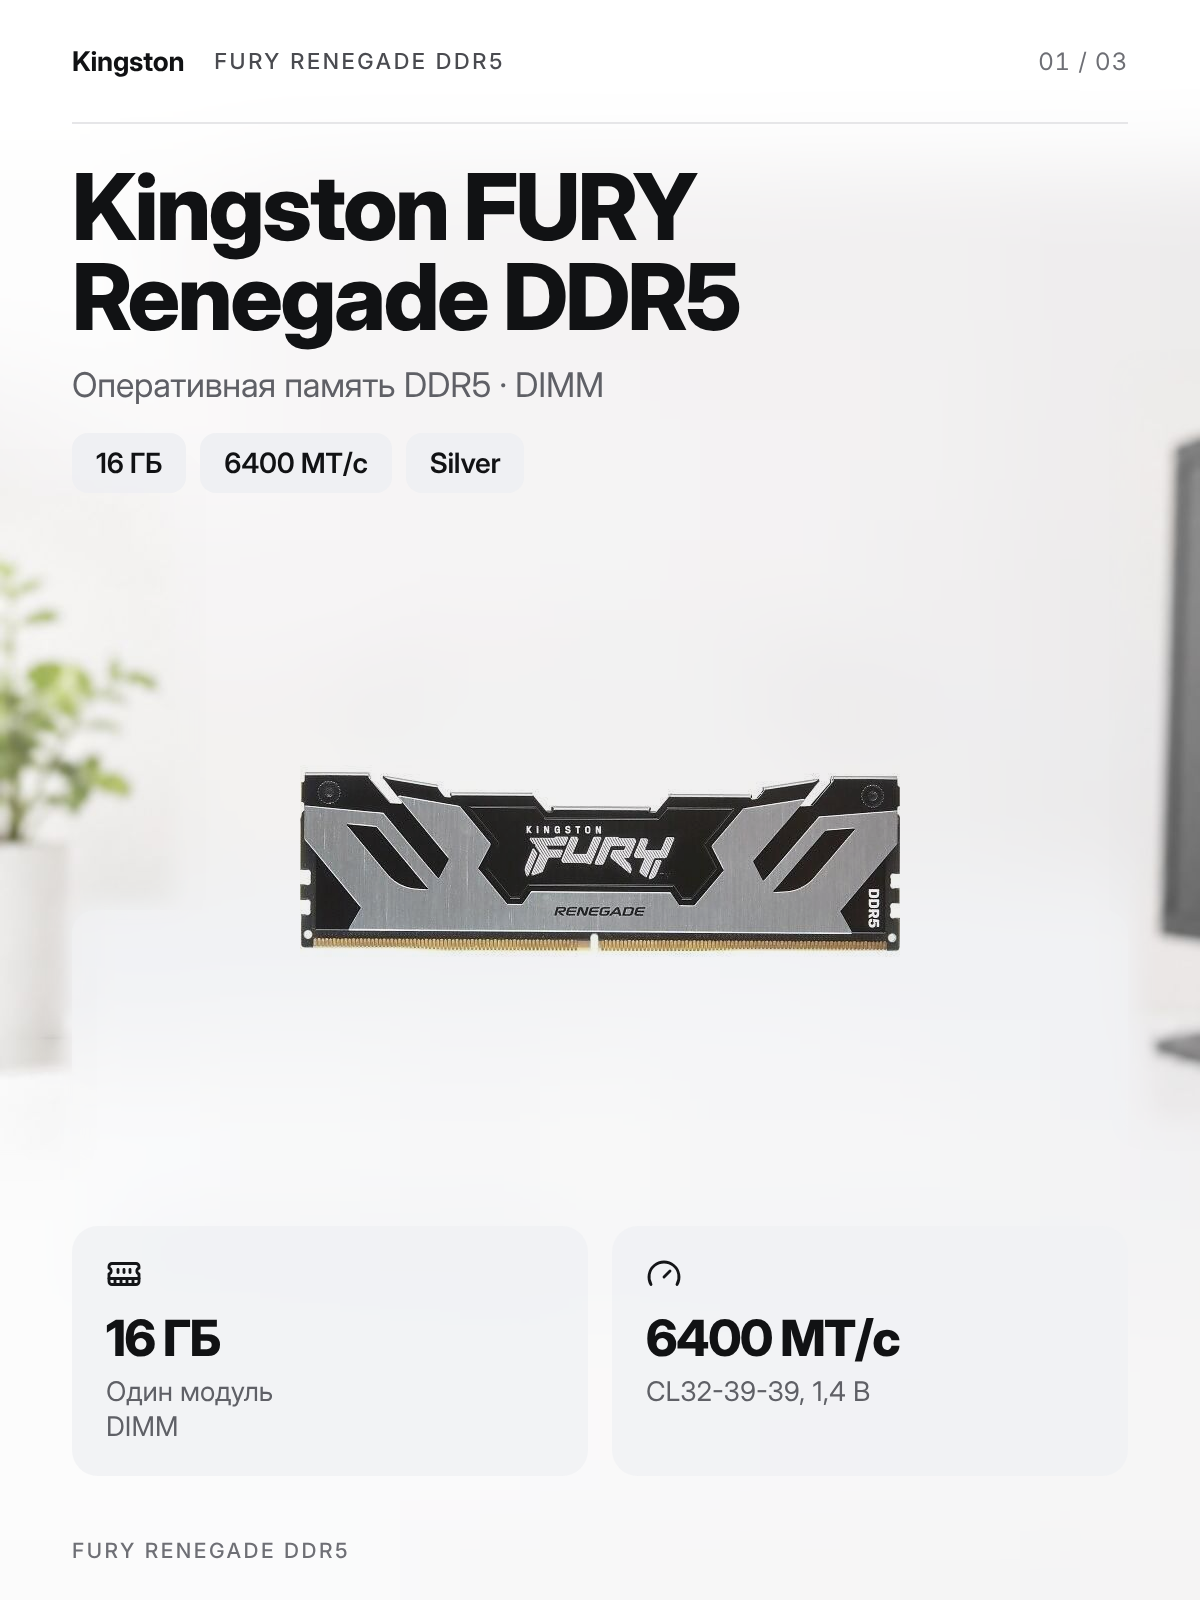 Kingston FURY RENEGADE DDR5 01 / 03
Kingston FURY
Renegade DDR5
Оперативная память DDR5 · DIMM
16 ГБ 6400 МТ/с Silver
KINGSTON
FURY
RENEGADE
DDR5
16 ГБ 6400 МТ/с
Один модуль CL32-39-39, 1,4 В
DIMM
FURY RENEGADE DDR5